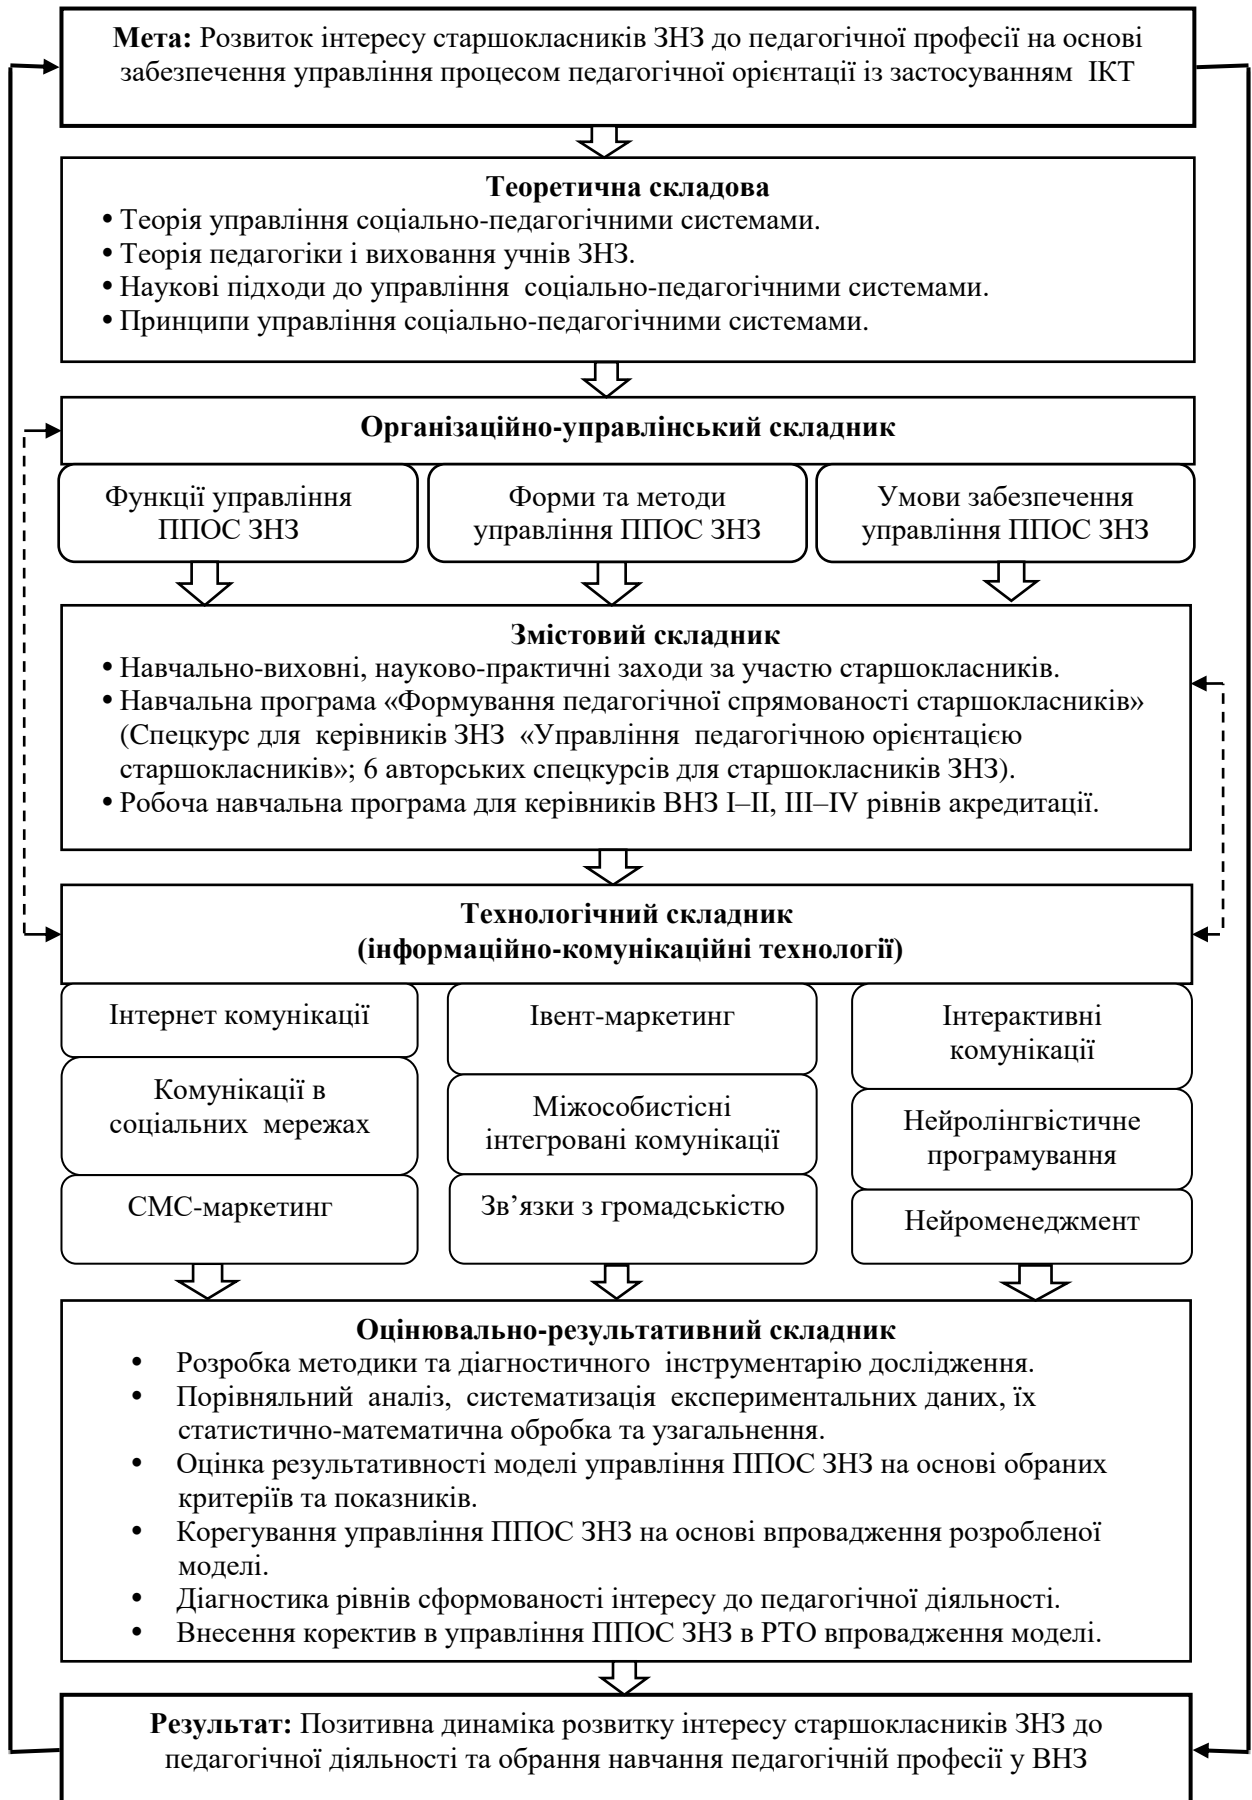 Мета: Розвиток інтересу старшокласників ЗНЗ до педагогічної професії на основі
забезпечення управління процесом педагогічної орієнтації із застосуванням ІКТ
Теоретична складова
• Теорія управління соціально-педагогічними системами.
• Теорія педагогіки і виховання учнів ЗНЗ.
• Наукові підходи до управління соціально-педагогічними системами.
• Принципи управління соціально-педагогічними системами.
Організаційно-управлінський складник
Функції управління
ППОС ЗНЗ
Форми та методи
управління ППОС ЗНЗ
Умови забезпечення
управління ППОС ЗНЗ
Змістовий складник
• Навчально-виховні, науково-практичні заходи за участю старшокласників.
• Навчальна програма «Формування педагогічної спрямованості старшокласників»
(Спецкурс для керівників ЗНЗ «Управління педагогічною орієнтацією
старшокласників»; 6 авторських спецкурсів для старшокласників ЗНЗ).
• Робоча навчальна програма для керівників ВНЗ І–ІІ, ІІІ–ІV рівнів акредитації.
Технологічний складник
(інформаційно-комунікаційні технології)
Інтернет комунікації
Комунікації в
соціальних мережах
СМС-маркетинг
Івент-маркетинг
Міжособистісні
інтегровані комунікації
Зв’язки з громадськістю
Інтерактивні
комунікації
Нейролінгвістичне
програмування
Нейроменеджмент
Оцінювально-результативний складник
• Розробка методики та діагностичного інструментарію дослідження.
• Порівняльний аналіз, систематизація експериментальних даних, їх
статистично-математична обробка та узагальнення.
• Оцінка результативності моделі управління ППОС ЗНЗ на основі обраних
критеріїв та показників.
• Корегування управління ППОС ЗНЗ на основі впровадження розробленої
моделі.
• Діагностика рівнів сформованості інтересу до педагогічної діяльності.
• Внесення коректив в управління ППОС ЗНЗ в РТО впровадження моделі.
Результат: Позитивна динаміка розвитку інтересу старшокласників ЗНЗ до
педагогічної діяльності та обрання навчання педагогічній професії у ВНЗ